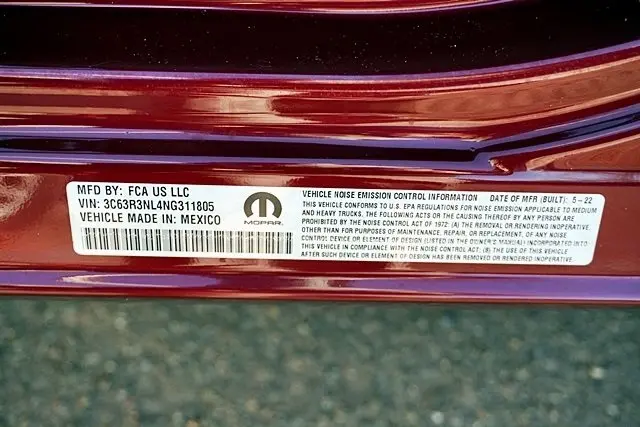 MFD BY: FCA US LLC
VIN: 3C63R3NL4NG311805
VEHICLE MADE IN: MEXICO
MOPAR
VEHICLE NOISE EMISSION CONTROL INFORMATION DATE OF MFR (BUILT): 5-22
THIS VEHICLE CONFORMS TO U.S. EPA REGULATIONS FOR NOISE EMISSION APPLICABLE TO MEDIUM
AND HEAVY TRUCKS. THE FOLLOWING ACTS OR THE CAUSING THEREOF BY ANY PERSON ARE
PROHIBITED BY THE NOISE CONTROL ACT OF 1972: (A) THE REMOVAL OR RENDERING INOPERATIVE,
OTHER THAN FOR PURPOSES OF MAINTENANCE, REPAIR, OR REPLACEMENT, OF ANY NOISE
CONTROL DEVICE OR ELEMENT OF DESIGN (LISTED IN THE OWNER'S MANUAL) INCORPORATED INTO
THIS VEHICLE IN COMPLIANCE WITH THE NOISE CONTROL ACT; (B) THE USE OF THE VEHICLE
AFTER SUCH DEVICE OR ELEMENT OF DESIGN HAS BEEN REMOVED OR RENDERED INOPERATIVE.